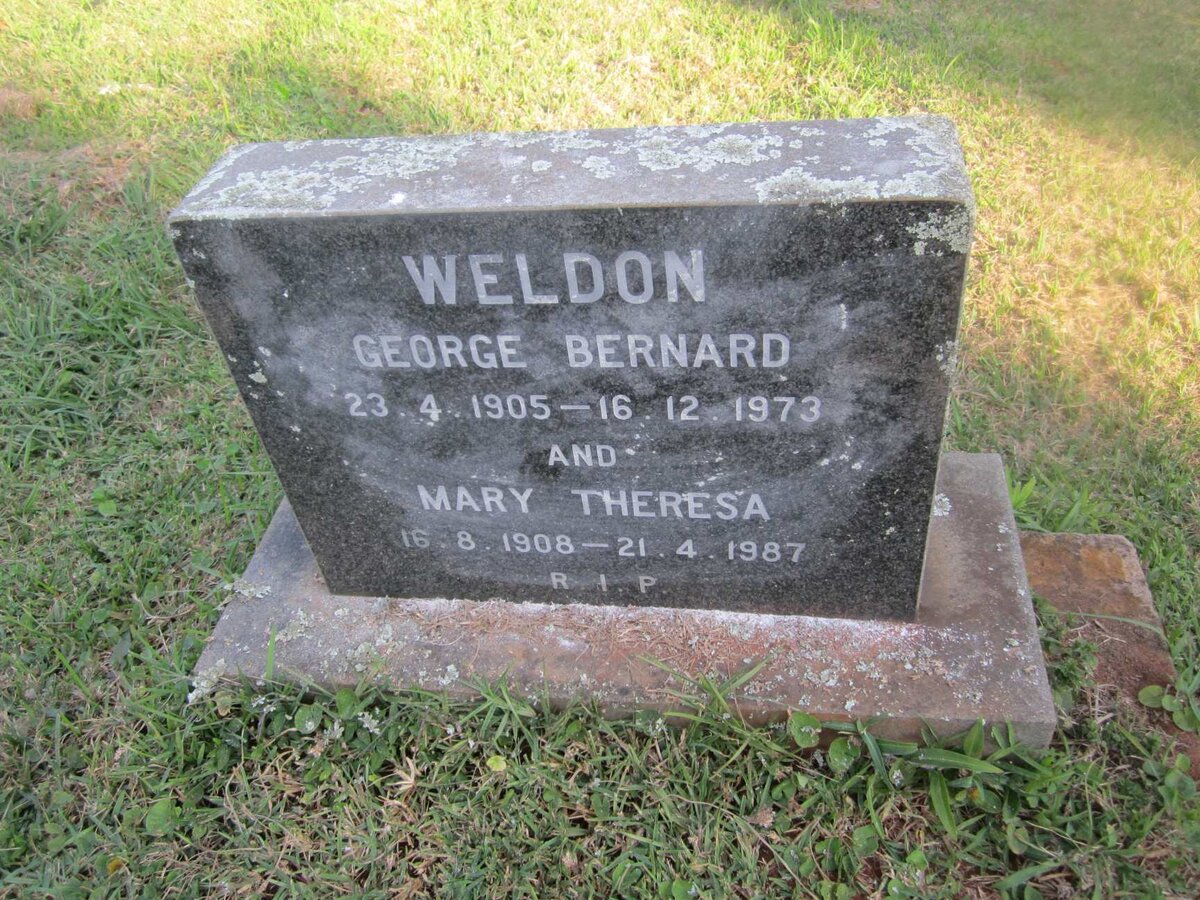 WELDON
GEORGE BERNARD
23.4.1905—16.12.1973
AND
MARY THERESA
16.8.1908—21.4.1987
R I P